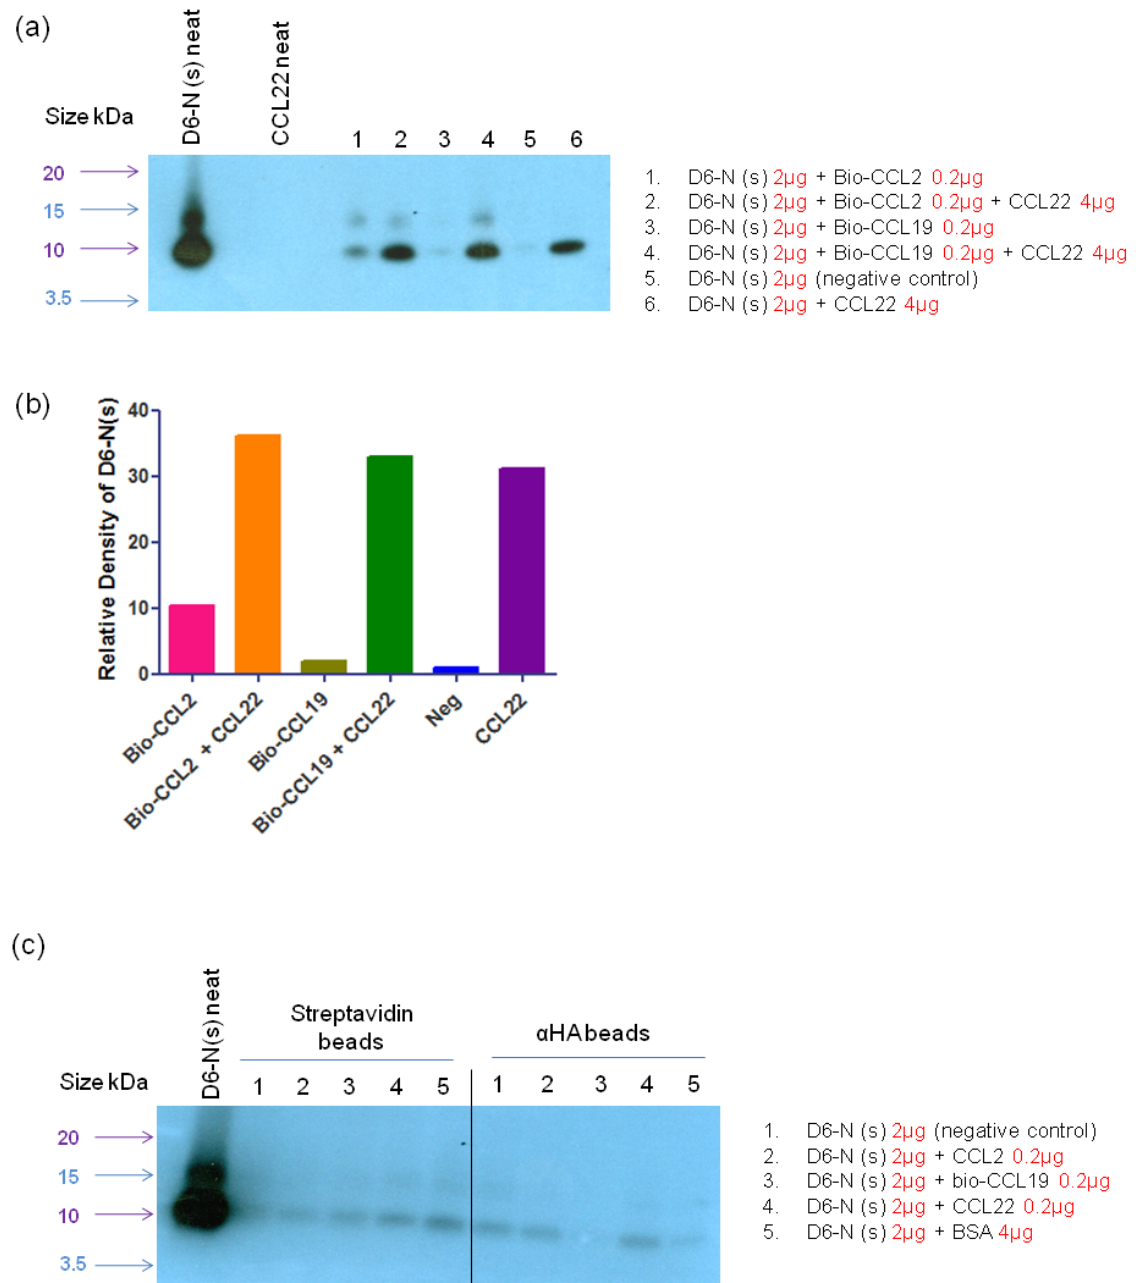 (a)
D6-N (s) neat
CCL22 neat
Size kDa
1 2 3 4 5 6
20
15
10
3.5
1. D6-N (s) 2µg + Bio-CCL2 0.2µg
2. D6-N (s) 2µg + Bio-CCL2 0.2µg + CCL22 4µg
3. D6-N (s) 2µg + Bio-CCL19 0.2µg
4. D6-N (s) 2µg + Bio-CCL19 0.2µg + CCL22 4µg
5. D6-N (s) 2µg (negative control)
6. D6-N (s) 2µg + CCL22 4µg
(b)
Relative Density of D6-N(s)
40
30
20
10
0
Bio-CCL2
Bio-CCL2 + CCL22
Bio-CCL19
Bio-CCL19 + CCL22
Neg
CCL22
(c)
D6-N(s) neat
Streptavidin
beads
αHA beads
Size kDa
1 2 3 4 5 1 2 3 4 5
20
15
10
3.5
1. D6-N (s) 2µg (negative control)
2. D6-N (s) 2µg + CCL2 0.2µg
3. D6-N (s) 2µg + bio-CCL19 0.2µg
4. D6-N (s) 2µg + CCL22 0.2µg
5. D6-N (s) 2µg + BSA 4µg